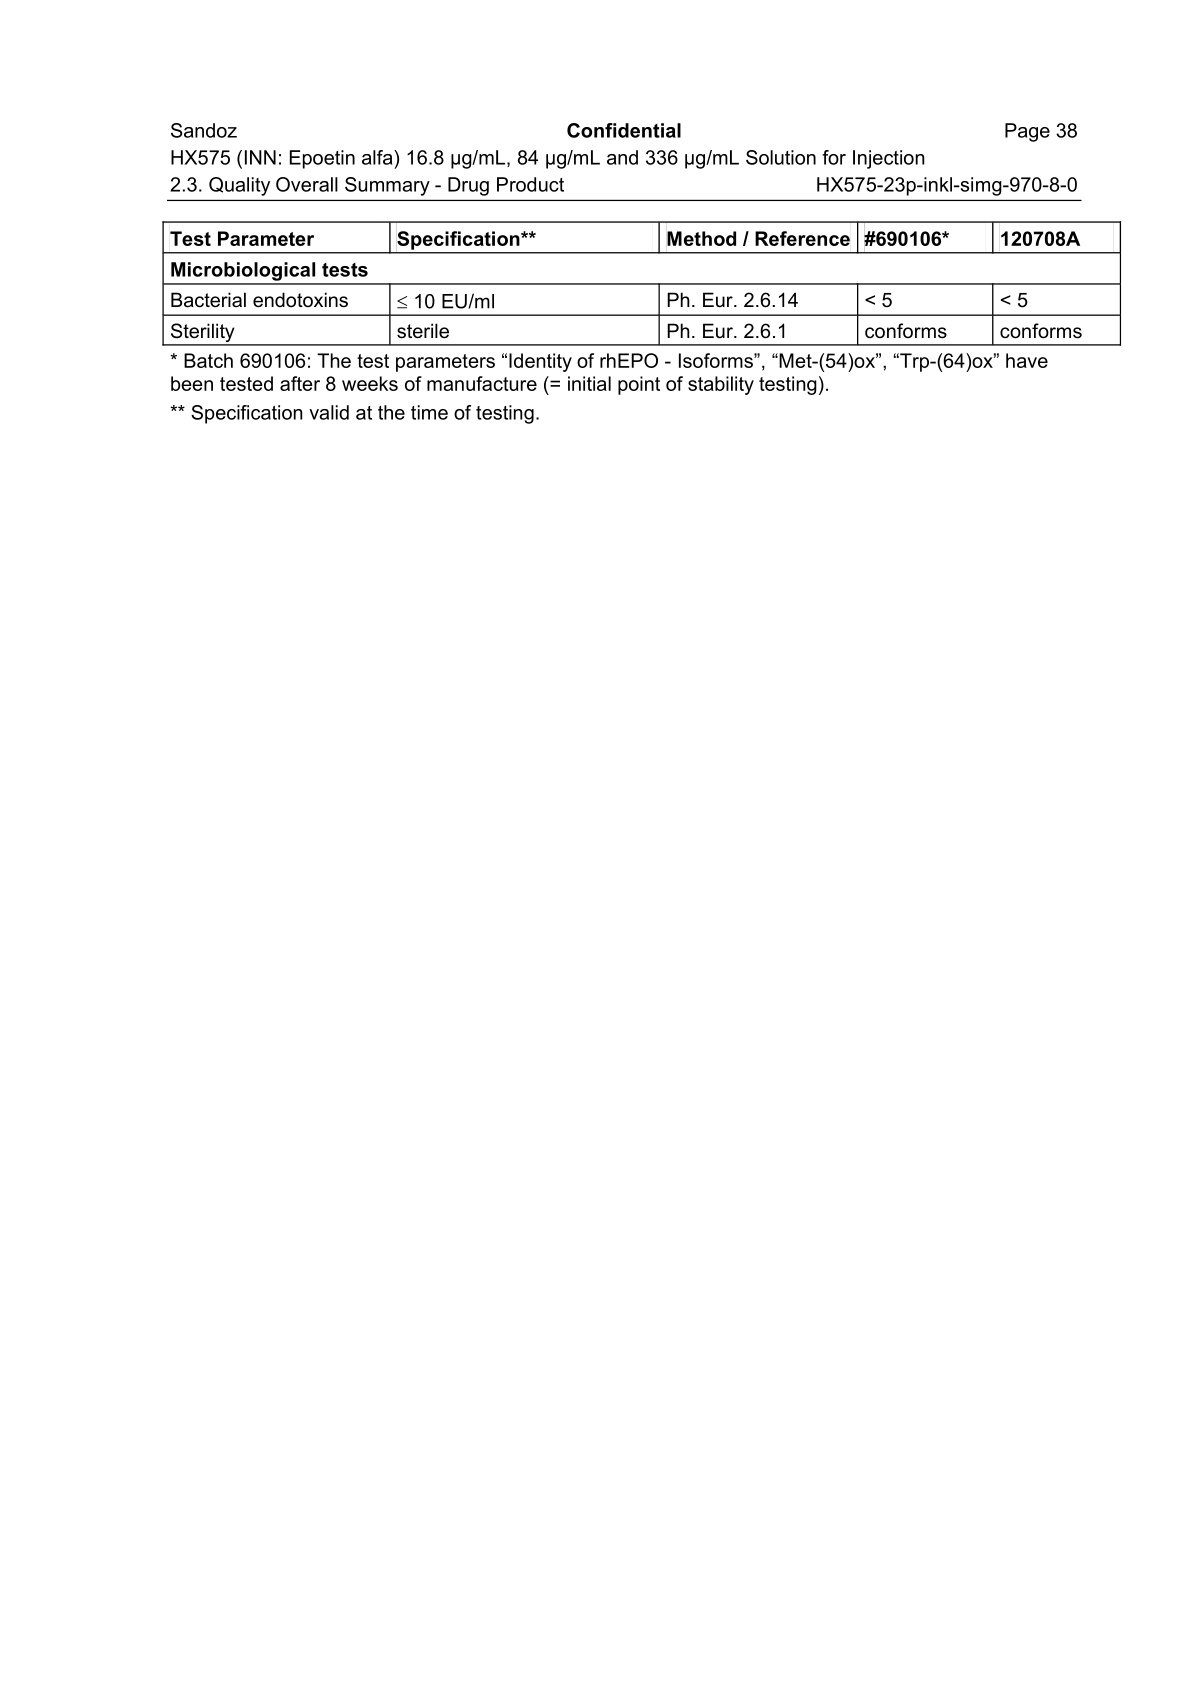 Sandoz Confidential Page 38
HX575 (INN: Epoetin alfa) 16.8 µg/mL, 84 µg/mL and 336 µg/mL Solution for Injection
2.3. Quality Overall Summary - Drug Product HX575-23p-inkl-simg-970-8-0
Test Parameter Specification** Method / Reference #690106* 120708A
Microbiological tests
Bacterial endotoxins ≤ 10 EU/ml Ph. Eur. 2.6.14 < 5 < 5
Sterility sterile Ph. Eur. 2.6.1 conforms conforms
* Batch 690106: The test parameters “Identity of rhEPO - Isoforms”, “Met-(54)ox”, “Trp-(64)ox” have
been tested after 8 weeks of manufacture (= initial point of stability testing).
** Specification valid at the time of testing.